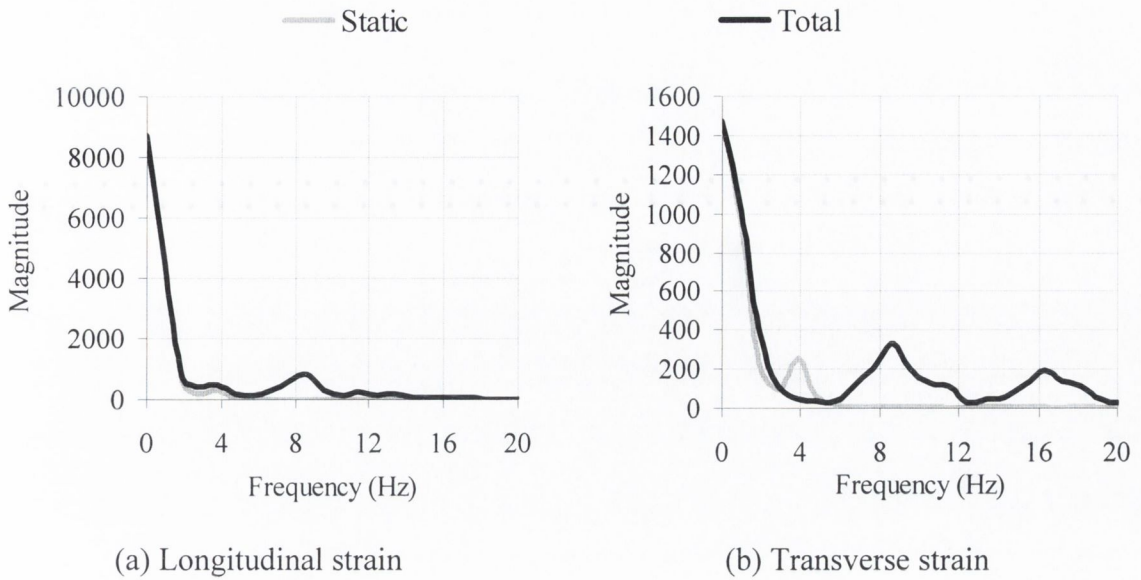 Static
Total
10000
8000
6000
4000
2000
0
Magnitude
0 4 8 12 16 20
Frequency (Hz)
(a) Longitudinal strain
1600
1400
1200
1000
800
600
400
200
0
Magnitude
0 4 8 12 16 20
Frequency (Hz)
(b) Transverse strain